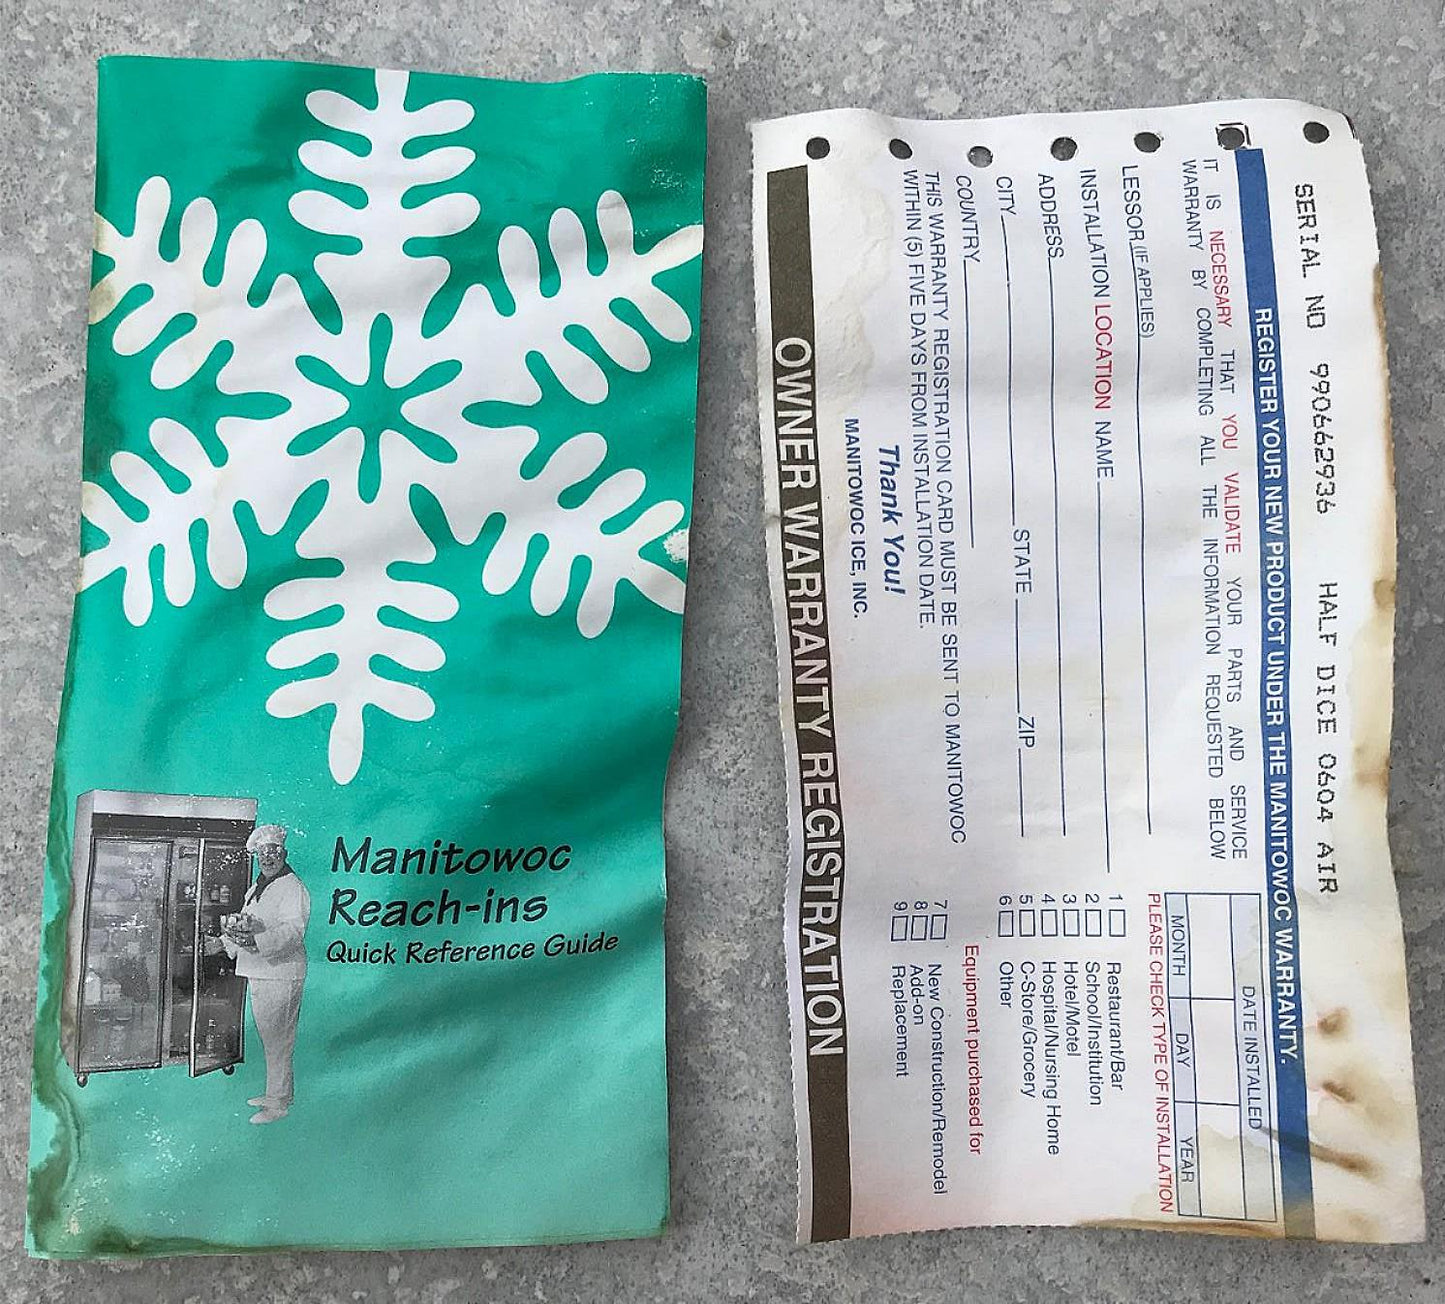 Manitowoc
Reach-ins
Quick Reference Guide
SERIAL NO 990662936 HALF DICE 0604 AIR
REGISTER YOUR NEW PRODUCT UNDER THE MANITOWOC WARRANTY.
IT IS NECESSARY THAT YOU VALIDATE YOUR PARTS AND SERVICE
WARRANTY BY COMPLETING ALL THE INFORMATION REQUESTED BELOW
DATE INSTALLED
MONTH DAY YEAR
LESSOR (IF APPLIES)
INSTALLATION LOCATION NAME
ADDRESS
CITY STATE ZIP
COUNTRY
THIS WARRANTY REGISTRATION CARD MUST BE SENT TO MANITOWOC
WITHIN (5) FIVE DAYS FROM INSTALLATION DATE.
Thank You!
MANITOWOC ICE, INC.
PLEASE CHECK TYPE OF INSTALLATION
1 Restaurant/Bar
2 School/Institution
3 Hotel/Motel
4 Hospital/Nursing Home
5 C-Store/Grocery
6 Other
Equipment purchased for
7 New Construction/Remodel
8 Add-on
9 Replacement
OWNER WARRANTY REGISTRATION